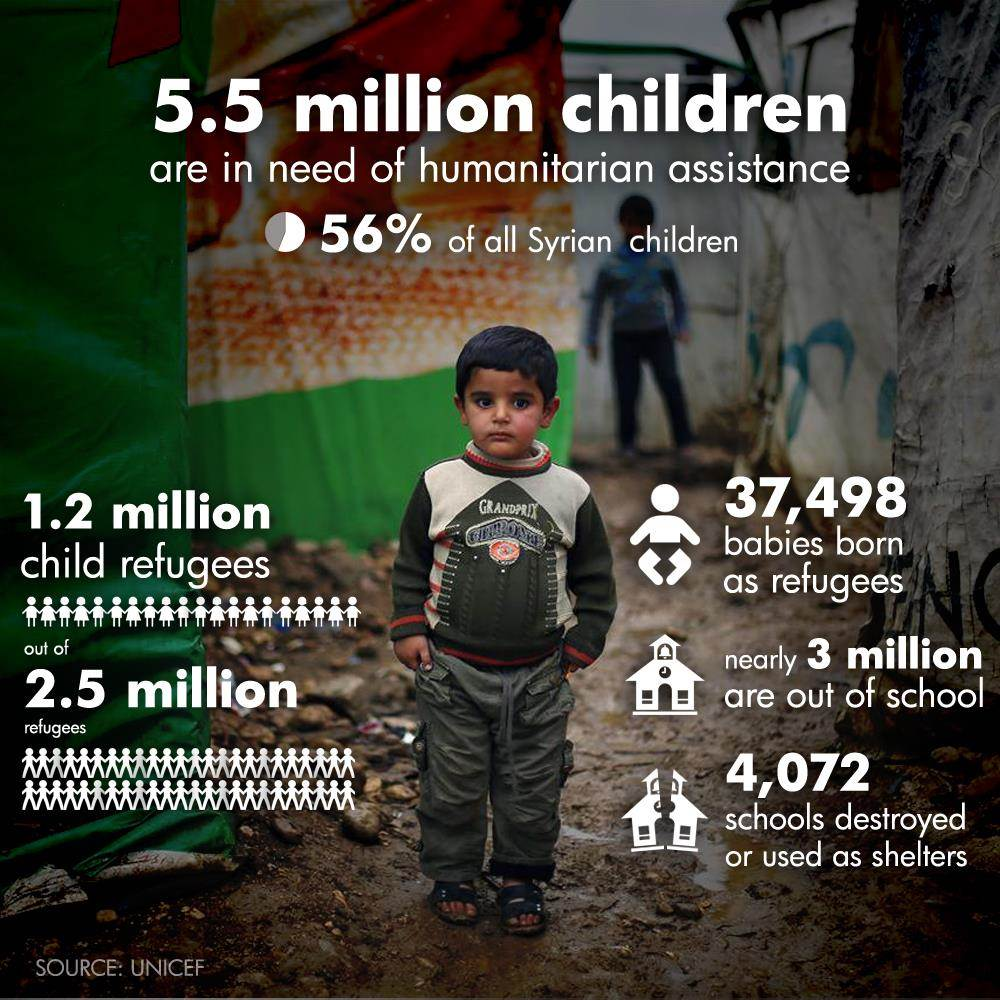 5.5 million children
are in need of humanitarian assistance
56% of all Syrian children
1.2 million
child refugees
out of
2.5 million
refugees
GRANDPRIX
37,498
babies born
as refugees
nearly 3 million
are out of school
4,072
schools destroyed
or used as shelters
SOURCE: UNICEF